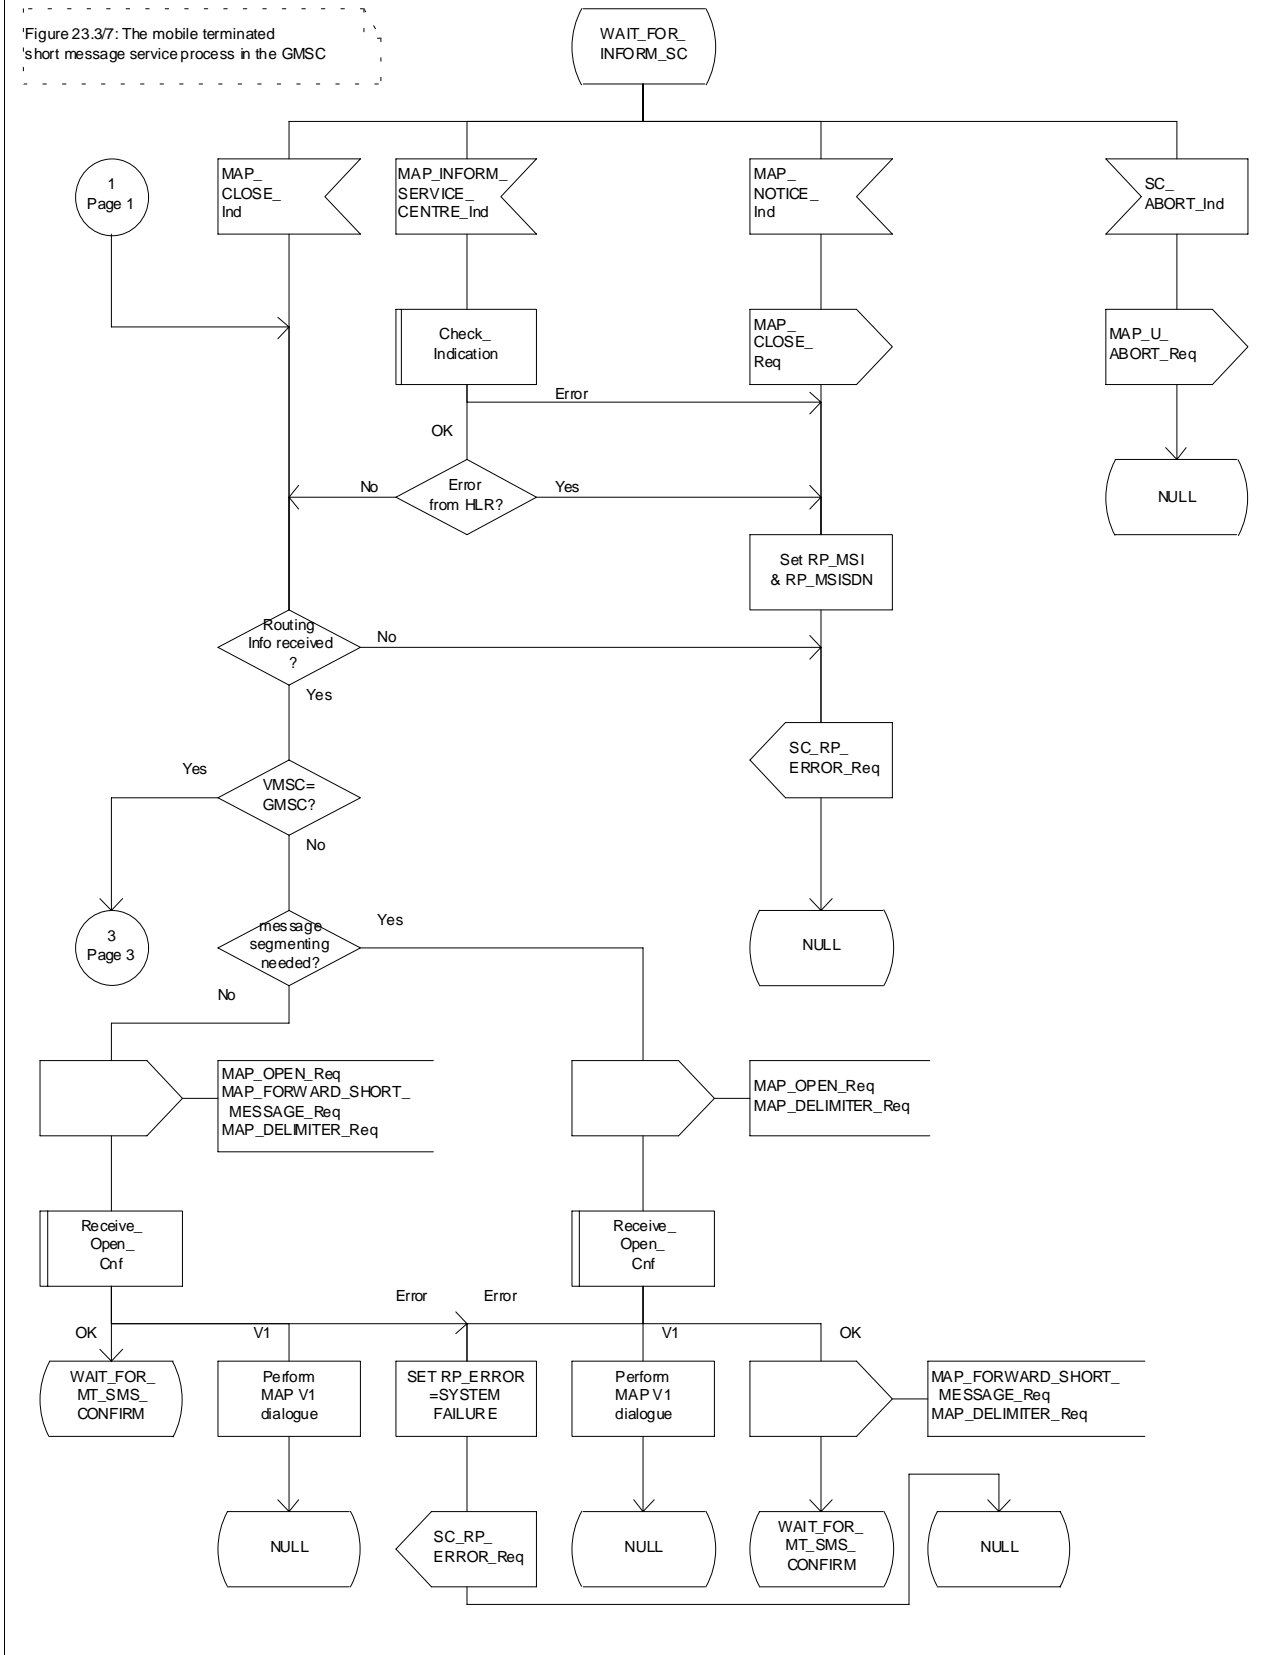 Figure 23.3/7: The mobile terminated
short message service process in the GMSC
WAIT_FOR_
INFORM_SC
1
Page 1
MAP_
CLOSE_
Ind
MAP_INFORM_
SERVICE_
CENTRE_Ind
MAP_
NOTICE_
Ind
SC_
ABORT_Ind
Check_
Indication
MAP_
CLOSE_
Req
MAP_U_
ABORT_Req
Error
OK
No
Error
from HLR?
Yes
NULL
Set RP_MSI
& RP_MSISDN
Routing
Info received
?
No
Yes
SC_RP_
ERROR_Req
Yes
VMSC=
GMSC?
No
3
Page 3
message
segmenting
needed?
Yes
NULL
No
MAP_OPEN_Req
MAP_FORWARD_SHORT_
MESSAGE_Req
MAP_DELIMITER_Req
MAP_OPEN_Req
MAP_DELIMITER_Req
Receive_
Open_
Cnf
Receive_
Open_
Cnf
Error
Error
OK
V1
V1
OK
WAIT_FOR_
MT_SMS_
CONFIRM
Perform
MAP V1
dialogue
SET RP_ERROR
=SYSTEM
FAILURE
Perform
MAP V1
dialogue
MAP_FORWARD_SHORT_
MESSAGE_Req
MAP_DELIMITER_Req
NULL
SC_RP_
ERROR_Req
NULL
WAIT_FOR_
MT_SMS_
CONFIRM
NULL